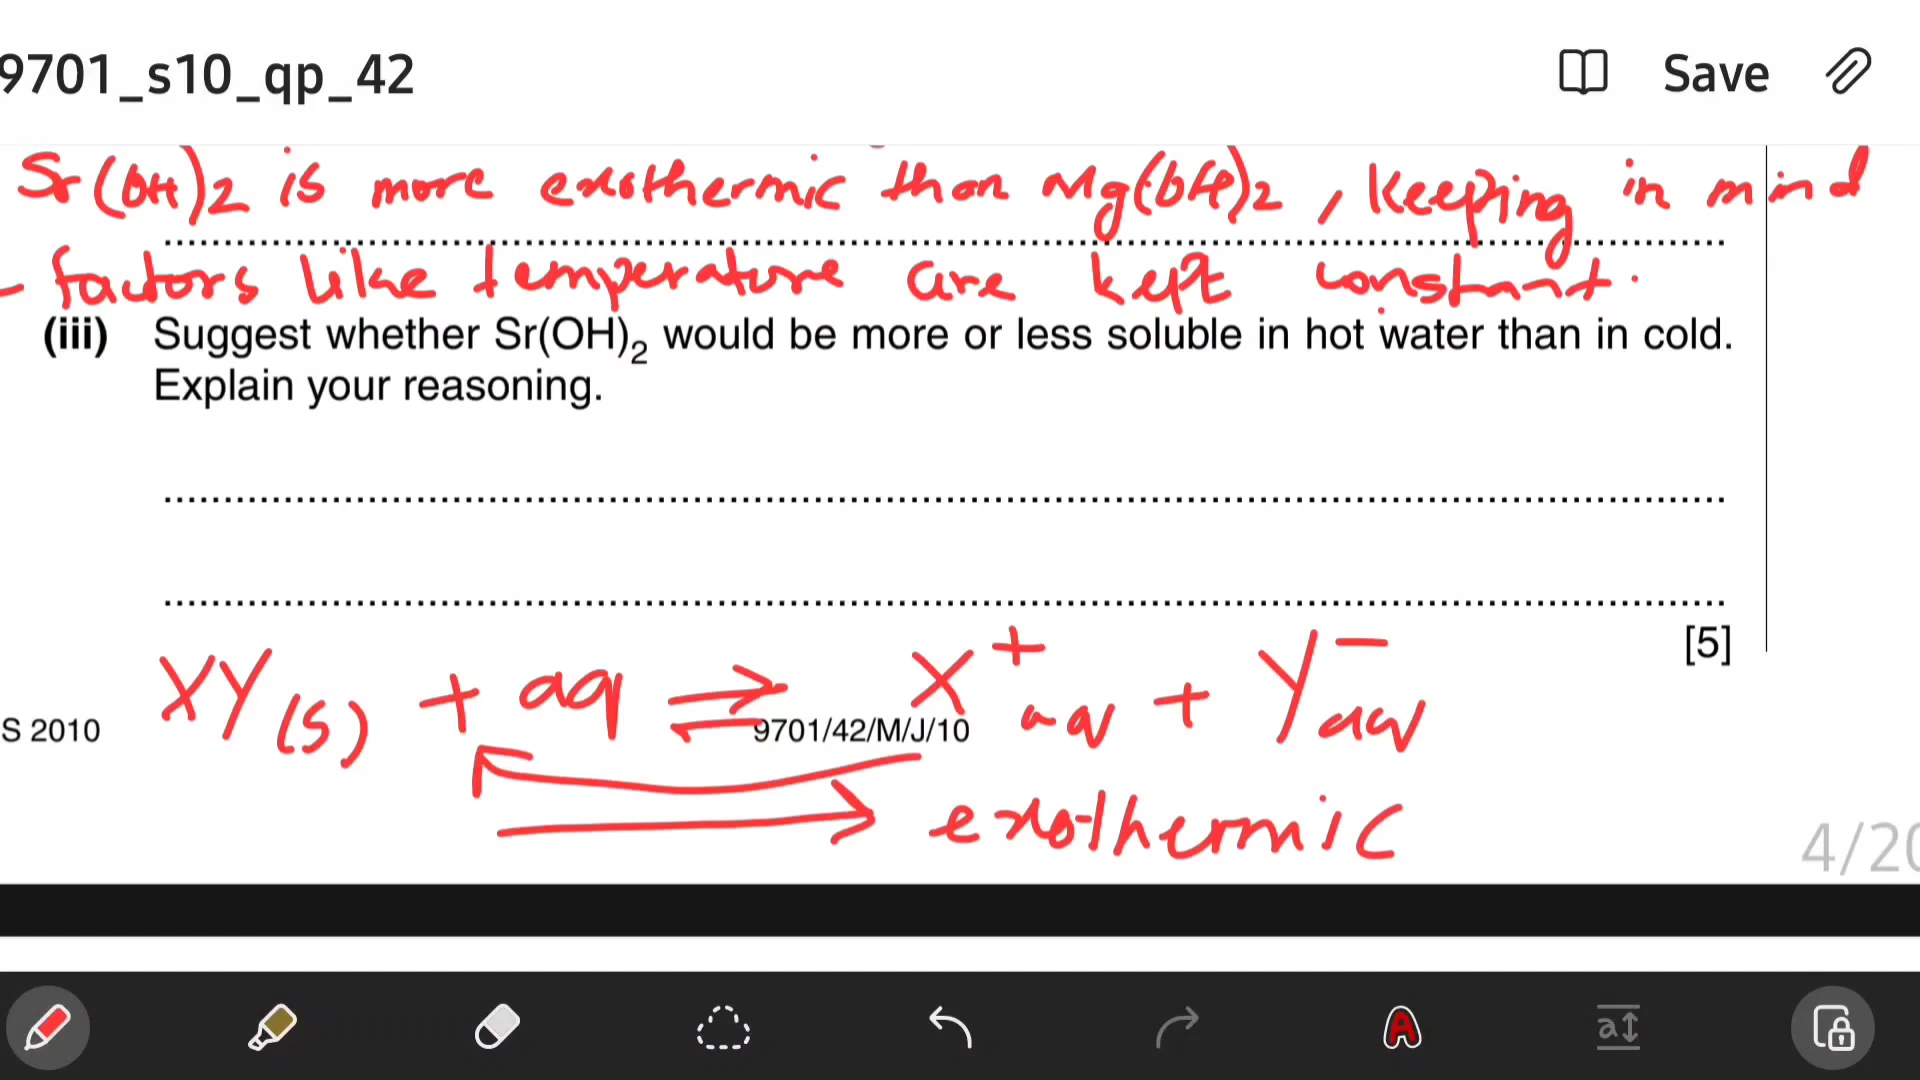 9701_s10_qp_42
Save
Sr(OH)2 is more exothermic than Mg(OH)2, keeping in mind
- factors like temperature are kept constant.
(iii) Suggest whether Sr(OH)₂ would be more or less soluble in hot water than in cold.
Explain your reasoning.
[5]
XY(s) + aq ⇌ X⁺aq + Y⁻aq
S 2010
9701/42/M/J/10
exothermic
4/20
A
a